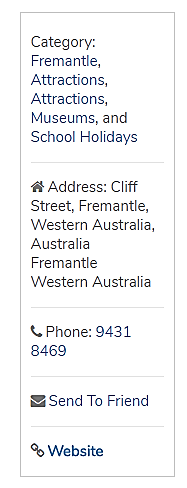 Category:
Fremantle,
Attractions,
Attractions,
Museums, and
School Holidays
Address: Cliff
Street, Fremantle,
Western Australia,
Australia
Fremantle
Western Australia
Phone: 9431
8469
Send To Friend
Website